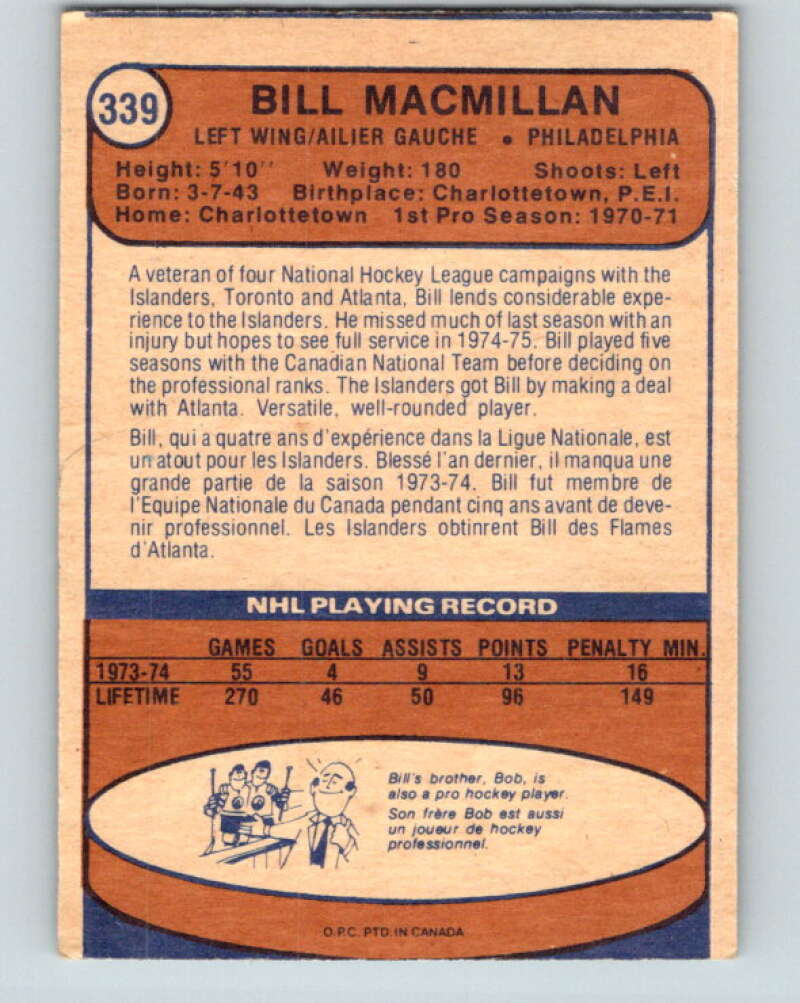 339
BILL MACMILLAN
LEFT WING/AILIER GAUCHE • PHILADELPHIA
Height: 5'10'' Weight: 180 Shoots: Left
Born: 3-7-43 Birthplace: Charlottetown, P.E.I.
Home: Charlottetown 1st Pro Season: 1970-71
A veteran of four National Hockey League campaigns with the
Islanders, Toronto and Atlanta, Bill lends considerable expe-
rience to the Islanders. He missed much of last season with an
injury but hopes to see full service in 1974-75. Bill played five
seasons with the Canadian National Team before deciding on
the professional ranks. The Islanders got Bill by making a deal
with Atlanta. Versatile, well-rounded player.
Bill, qui a quatre ans d'expérience dans la Ligue Nationale, est
un atout pour les Islanders. Blessé l'an dernier, il manqua une
grande partie de la saison 1973-74. Bill fut membre de
l'Equipe Nationale du Canada pendant cinq ans avant de deve-
nir professionnel. Les Islanders obtinrent Bill des Flames
d'Atlanta.
NHL PLAYING RECORD
GAMES GOALS ASSISTS POINTS PENALTY MIN.
1973-74 55 4 9 13 16
LIFETIME 270 46 50 96 149
Bill's brother, Bob, is
also a pro hockey player.
Son frère Bob est aussi
un joueur de hockey
professionnel.
O.P.C. PTD. IN CANADA